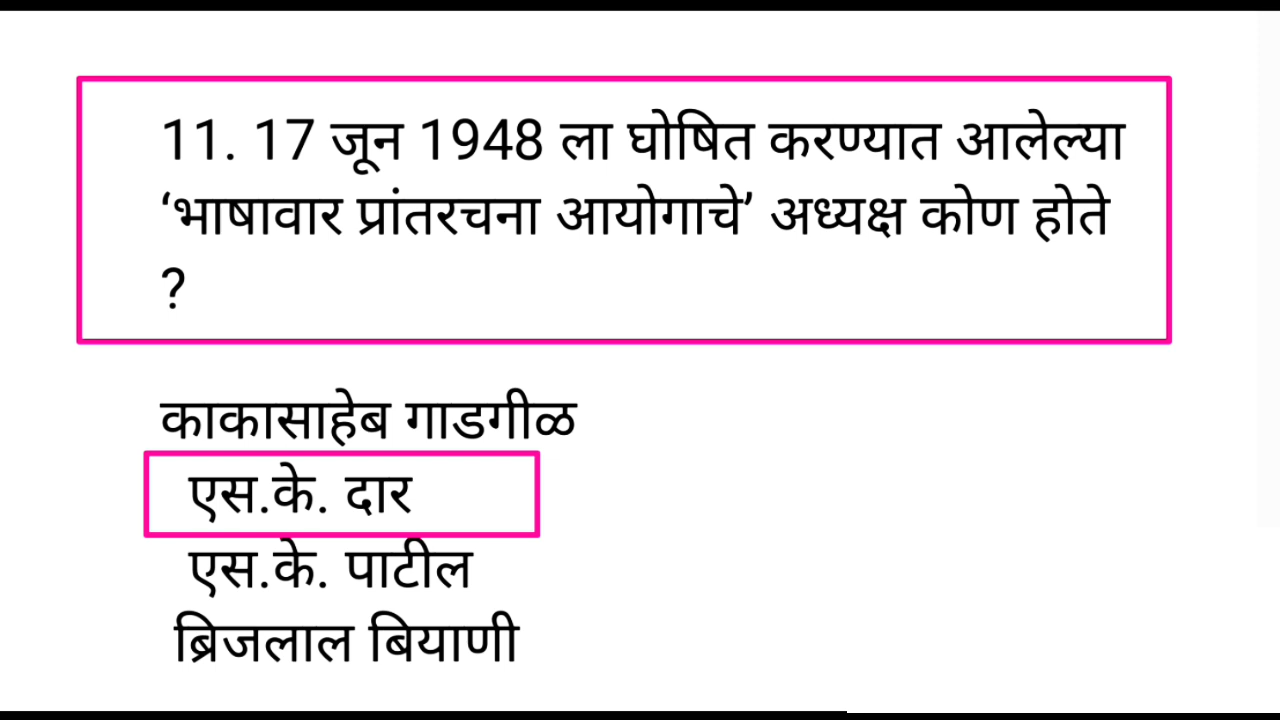 11. 17 जून 1948 ला घोषित करण्यात आलेल्या
‘भाषावार प्रांतरचना आयोगाचे’ अध्यक्ष कोण होते
?
काकासाहेब गाडगीळ
एस.के. दार
एस.के. पाटील
ब्रिजलाल बियाणी